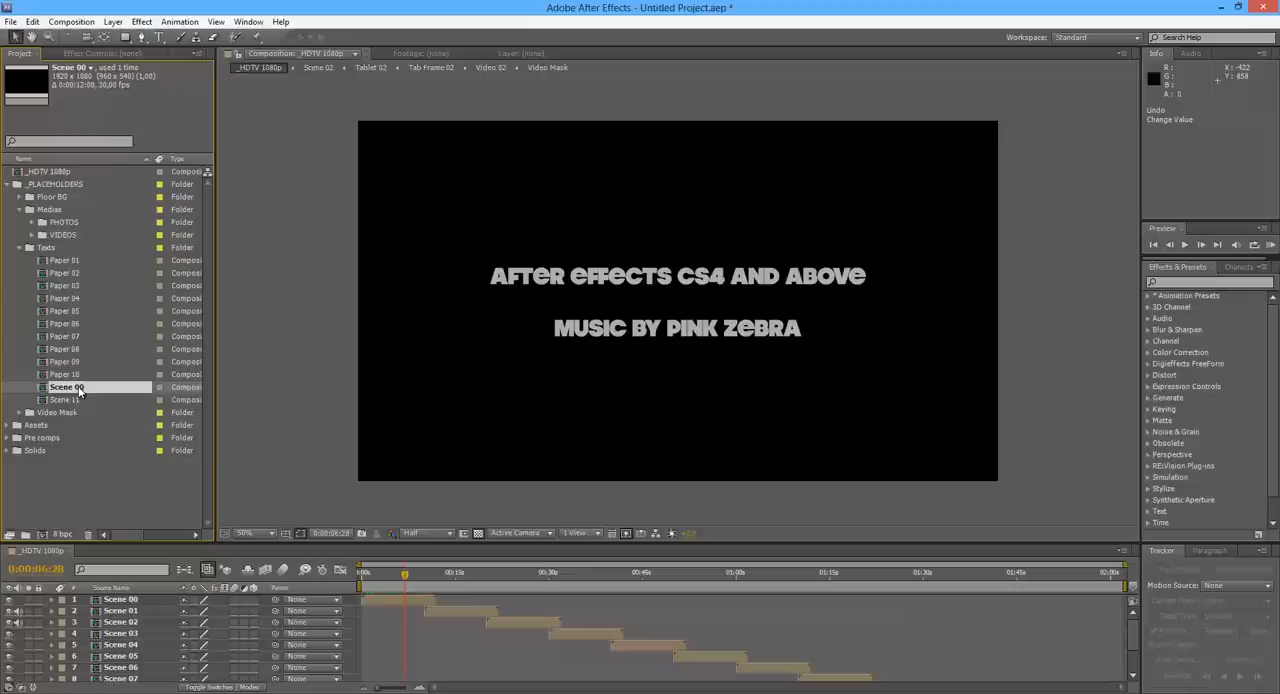 Adobe After Effects - Untitled Project.aep *
File Edit Composition Layer Effect Animation View Window Help
Workspace: Standard
Search Help
Project Effect Controls: (none)
Composition: _HDTV 1080p Footage: (none) Layer: (none)
Info Audio
_HDTV 1080p Scene 02 Tablet 02 Tab Frame 02 Video 02 Video Mask
Scene 00, used 1 time
1920 x 1080 (960 x 540) (1,00)
Δ 0:00:12:00, 30,00 fps
R:
G:
B:
A: 0
X: -422
Y: 858
Undo
Change Value
Name Type
_HDTV 1080p Composi
_PLACEHOLDERS Folder
Floor BG Folder
Medias Folder
PHOTOS Folder
VIDEOS Folder
Texts Folder
Paper 01 Composi
Paper 02 Composi
Paper 03 Composi
Paper 04 Composi
Paper 05 Composi
Paper 06 Composi
Paper 07 Composi
Paper 08 Composi
Paper 09 Composi
Paper 10 Composi
Scene 00 Composi
Scene 11 Composi
Video Mask Folder
Assets Folder
Pre comps Folder
Solids Folder
8 bpc
AFTER EFFECTS CS4 AND ABOVE
MUSIC BY PINK ZEBRA
50% 0:00:06:28 Half Active Camera 1 View
Preview
Effects & Presets Characte
* Animation Presets
3D Channel
Audio
Blur & Sharpen
Channel
Color Correction
Digieffects FreeForm
Distort
Expression Controls
Generate
Keying
Matte
Noise & Grain
Obsolete
Perspective
RE:Vision Plug-ins
Simulation
Stylize
Synthetic Aperture
Text
Time
_HDTV 1080p
0:00:06:28
00s 00:15s 00:30s 00:45s 01:00s 01:15s 01:30s 01:45s 02:00s
# Source Name Parent
1 Scene 00 None
2 Scene 01 None
3 Scene 02 None
4 Scene 03 None
5 Scene 04 None
6 Scene 05 None
7 Scene 06 None
8 Scene 07 None
Toggle Switches / Modes
Tracker Paragraph
Motion Source: None